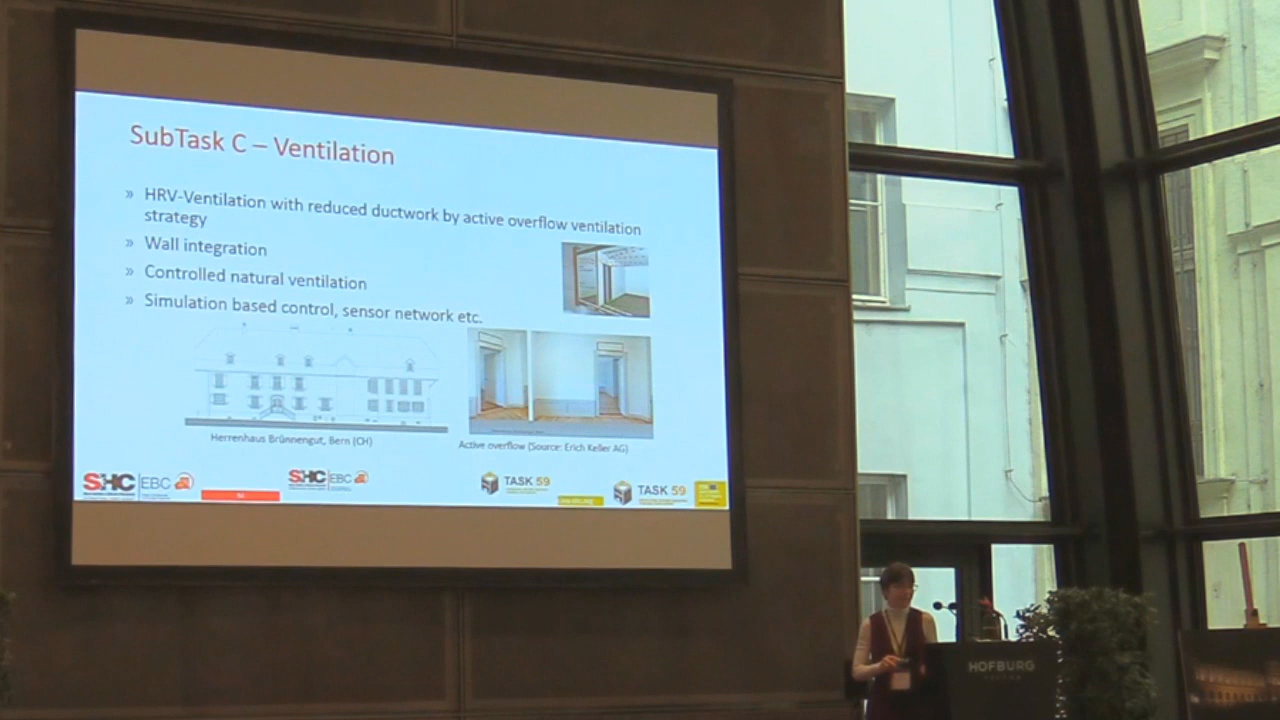 SubTask C – Ventilation
» HRV-Ventilation with reduced ductwork by active overflow ventilation
strategy
» Wall integration
» Controlled natural ventilation
» Simulation based control, sensor network etc.
Herrenhaus Brünnengut, Bern (CH)
Active overflow (Source: Erich Keller AG)
SHC EBC
SHC EBC
TASK 59
TASK 59
HOFBURG